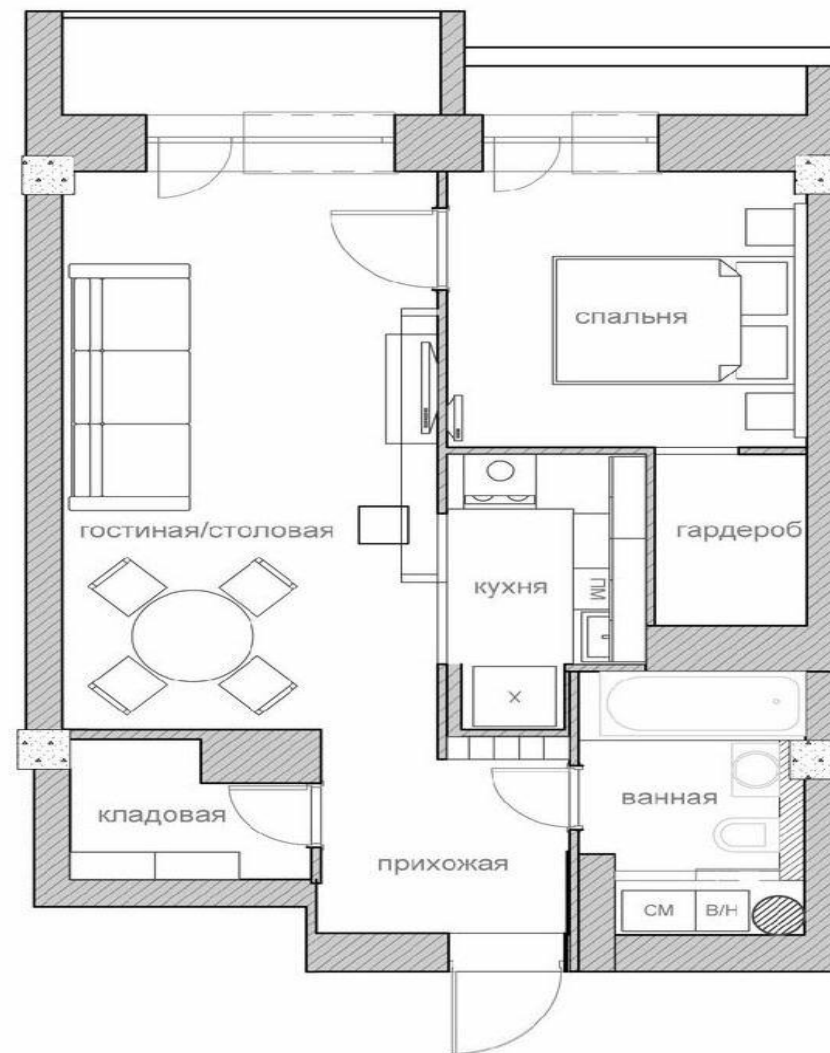 спальня
гостиная/столовая
гардероб
кухня
ПМ
Х
ванная
кладовая
прихожая
СМ
В/Н